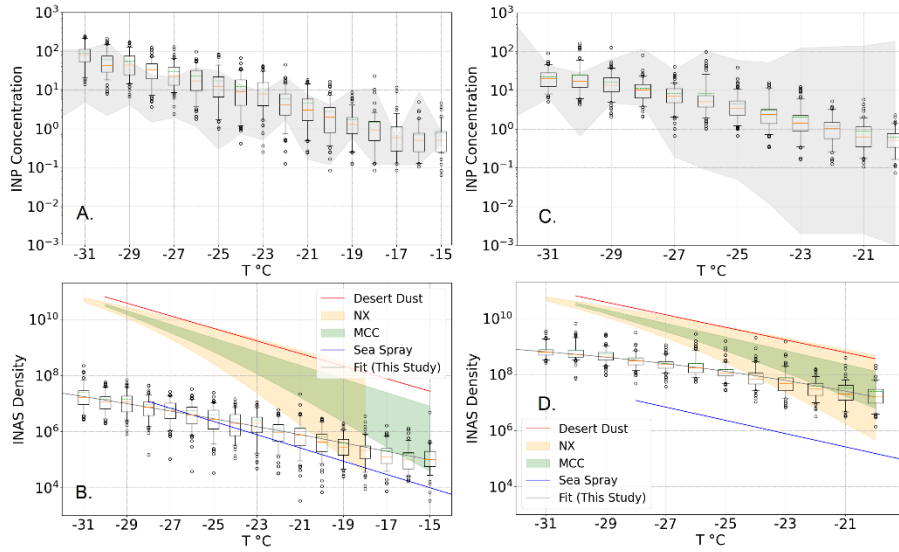 A.
INP Concentration
10³
10²
10¹
10⁰
10⁻¹
10⁻²
10⁻³
-31 -29 -27 -25 -23 -21 -19 -17 -15
T °C
C.
INP Concentration
10³
10²
10¹
10⁰
10⁻¹
10⁻²
10⁻³
-31 -29 -27 -25 -23 -21
T °C
B.
INAS Density
10¹⁰
10⁸
10⁶
10⁴
Desert Dust
NX
MCC
Sea Spray
Fit (This Study)
-31 -29 -27 -25 -23 -21 -19 -17 -15
T °C
D.
INAS Density
10¹⁰
10⁸
10⁶
10⁴
Desert Dust
NX
MCC
Sea Spray
Fit (This Study)
-31 -29 -27 -25 -23 -21
T °C